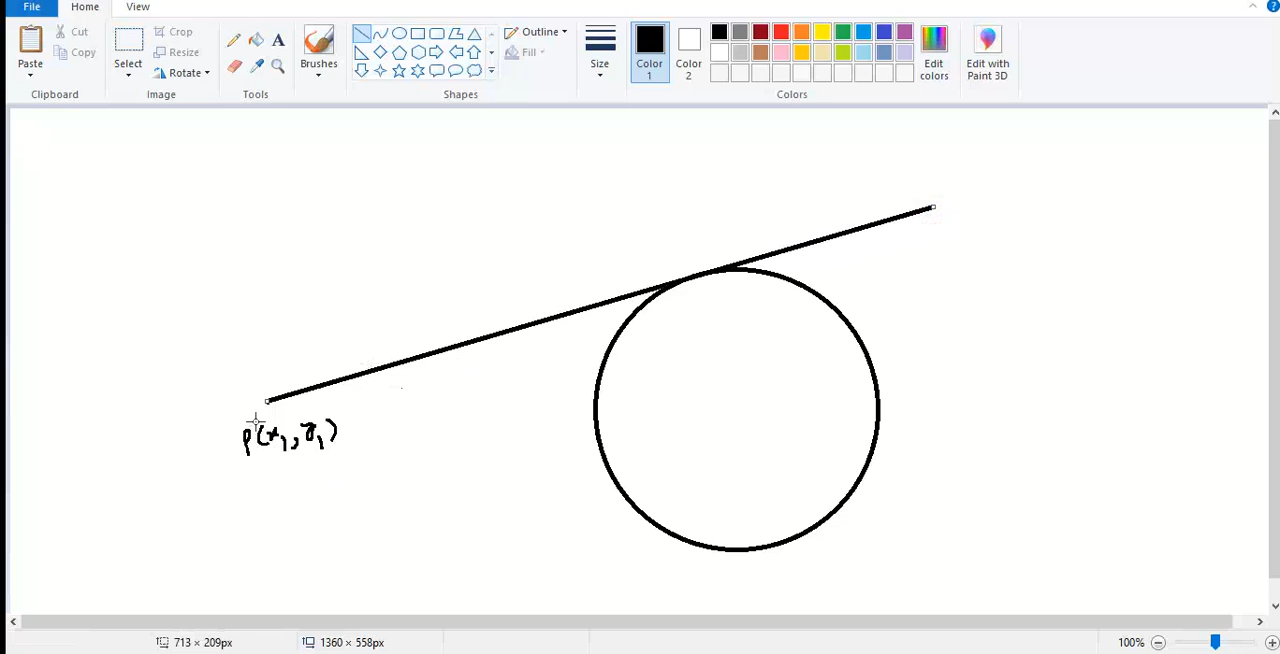 File Home View
Paste Cut Copy Clipboard
Select Crop Resize Rotate Image
Tools
Brushes
Outline Fill Shapes
Size
Color 1 Color 2 Edit colors Colors
Edit with Paint 3D
P(x₁, y₁)
713 × 209px 1360 × 558px 100%